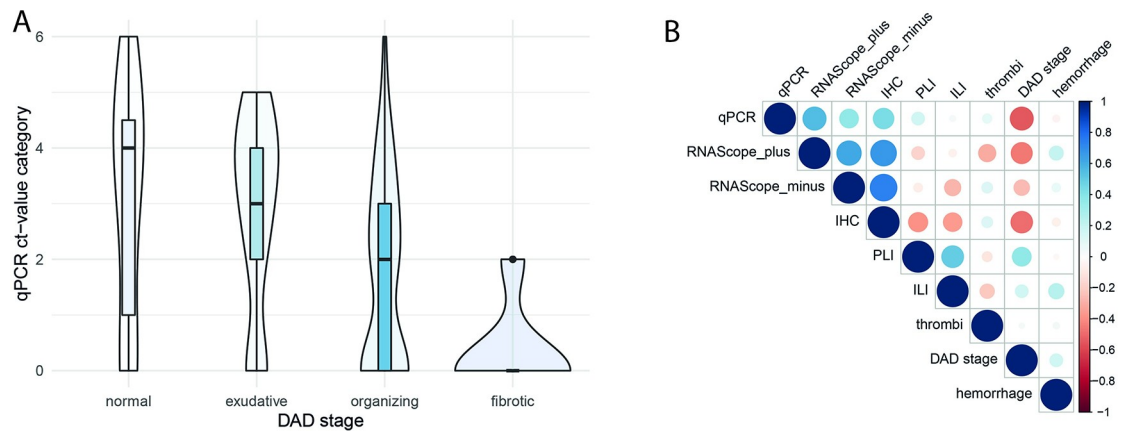 A
qPCR ct−value category
6
4
2
0
normal exudative organizing fibrotic
DAD stage
B
qPCR RNAScope_plus RNAScope_minus IHC PLI ILI thrombi DAD stage hemorrhage
qPCR
RNAScope_plus
RNAScope_minus
IHC
PLI
ILI
thrombi
DAD stage
hemorrhage
1
0.8
0.6
0.4
0.2
0
−0.2
−0.4
−0.6
−0.8
−1